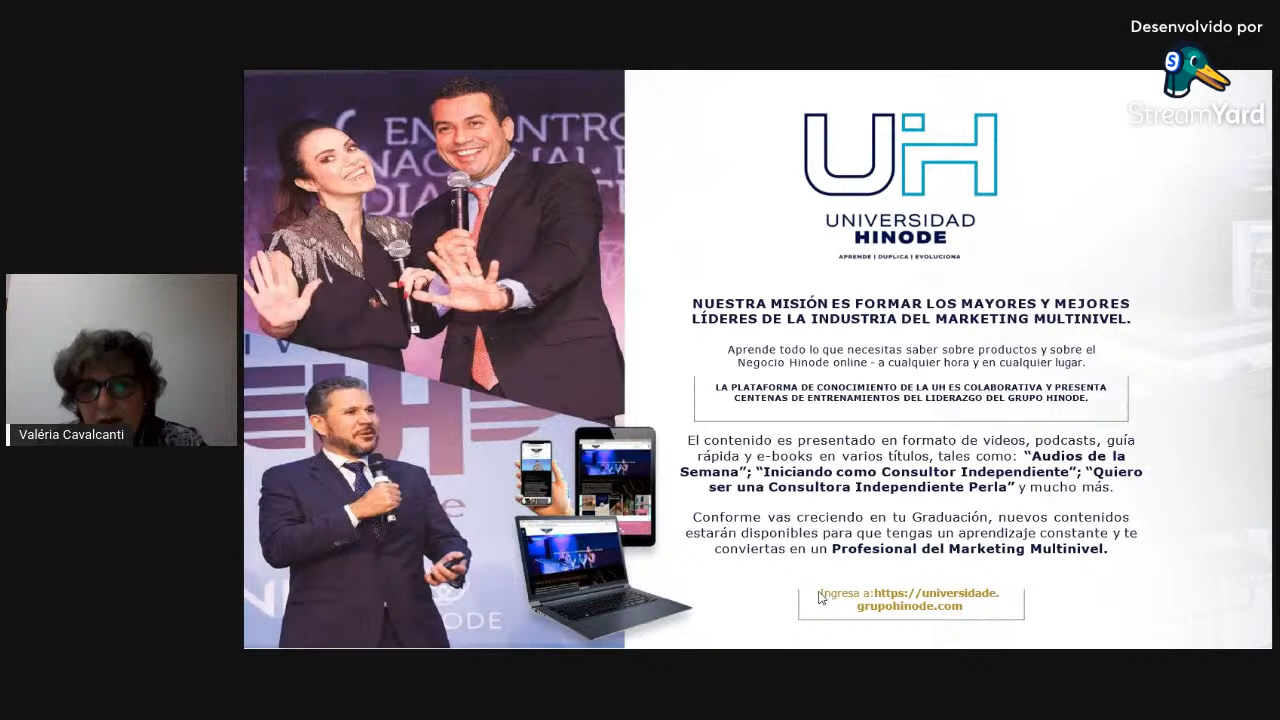 Desenvolvido por
StreamYard
ENCUENTRO
NACIONAL D
UH
UNIVERSIDAD
HINODE
APRENDE | DUPLICA | EVOLUCIONA
NUESTRA MISIÓN ES FORMAR LOS MAYORES Y MEJORES
LÍDERES DE LA INDUSTRIA DEL MARKETING MULTINIVEL.
Aprende todo lo que necesitas saber sobre productos y sobre el
Negocio Hinode online - a cualquier hora y en cualquier lugar.
LA PLATAFORMA DE CONOCIMIENTO DE LA UH ES COLABORATIVA Y PRESENTA
CENTENAS DE ENTRENAMIENTOS DEL LIDERAZGO DEL GRUPO HINODE.
El contenido es presentado en formato de videos, podcasts, guía
rápida y e-books en varios títulos, tales como: “Audios de la
Semana”; “Iniciando como Consultor Independiente”; “Quiero
ser una Consultora Independiente Perla” y mucho más.
Conforme vas creciendo en tu Graduación, nuevos contenidos
estarán disponibles para que tengas un aprendizaje constante y te
conviertas en un Profesional del Marketing Multinivel.
Ingresa a:https://universidade.
grupohinode.com
Valéria Cavalcanti